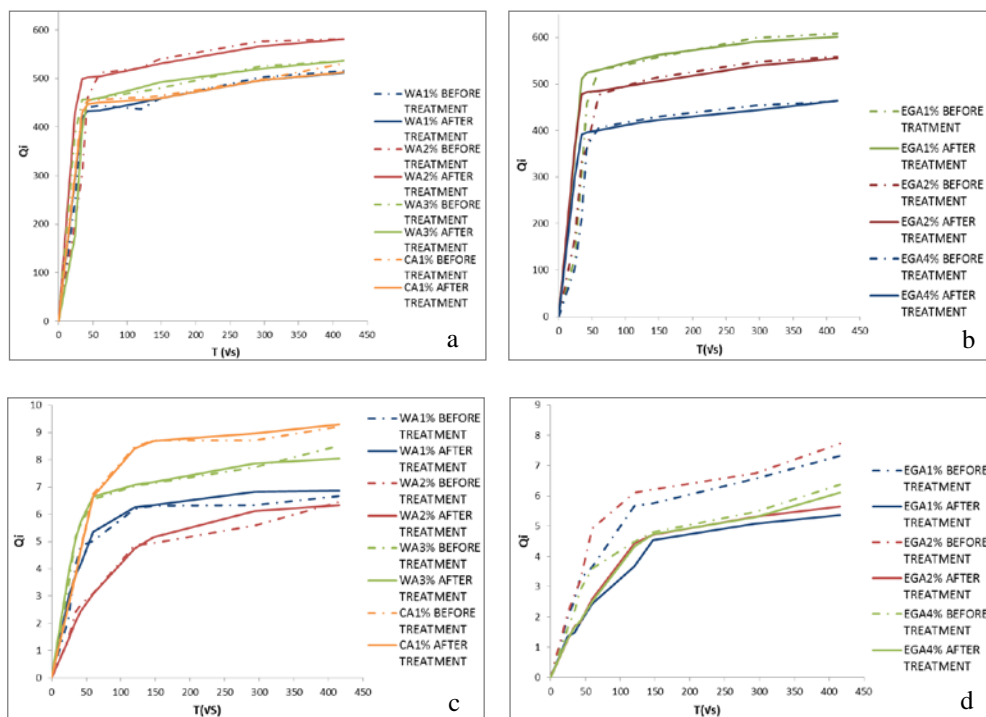 600
500
400
300
200
100
0
Qi
0 50 100 150 200 250 300 350 400 450
T (√s)
WA1% BEFORE
TREATMENT
WA1% AFTER
TREATMENT
WA2% BEFORE
TREATMENT
WA2% AFTER
TREATMENT
WA3% BEFORE
TREATMENT
WA3% AFTER
TREATMENT
CA1% BEFORE
TREATMENT
CA1% AFTER
TREATMENT
a
600
500
400
300
200
100
0
Qi
0 50 100 150 200 250 300 350 400 450
T(√s)
EGA1% BEFORE
TRATMENT
EGA1% AFTER
TREATMENT
EGA2% BEFORE
TREATMENT
EGA2% AFTER
TREATMENT
EGA4% BEFORE
TREATMENT
EGA4% AFTER
TREATMENT
b
10
9
8
7
6
5
4
3
2
1
0
Qi
0 50 100 150 200 250 300 350 400 450
T(√S)
WA1% BEFORE
TREATMENT
WA1% AFTER
TREATMENT
WA2% BEFORE
TREATMENT
WA2% AFTER
TREATMENT
WA3% BEFORE
TREATMENT
WA3% AFTER
TREATMENT
CA1% BEFORE
TREATMENT
CA1% AFTER
TREATMENT
c
9
8
7
6
5
4
3
2
1
0
Qi
0 50 100 150 200 250 300 350 400 450
T(√s)
EGA1% BEFORE
TREATMENT
EGA1% AFTER
TREATMENT
EGA2% BEFORE
TREATMENT
EGA2% AFTER
TREATMENT
EGA4% BEFORE
TREATMENT
EGA4% AFTER
TREATMENT
d